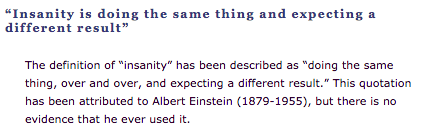 “Insanity is doing the same thing and expecting a
different result”
The definition of “insanity” has been described as “doing the same
thing, over and over, and expecting a different result.” This quotation
has been attributed to Albert Einstein (1879-1955), but there is no
evidence that he ever used it.